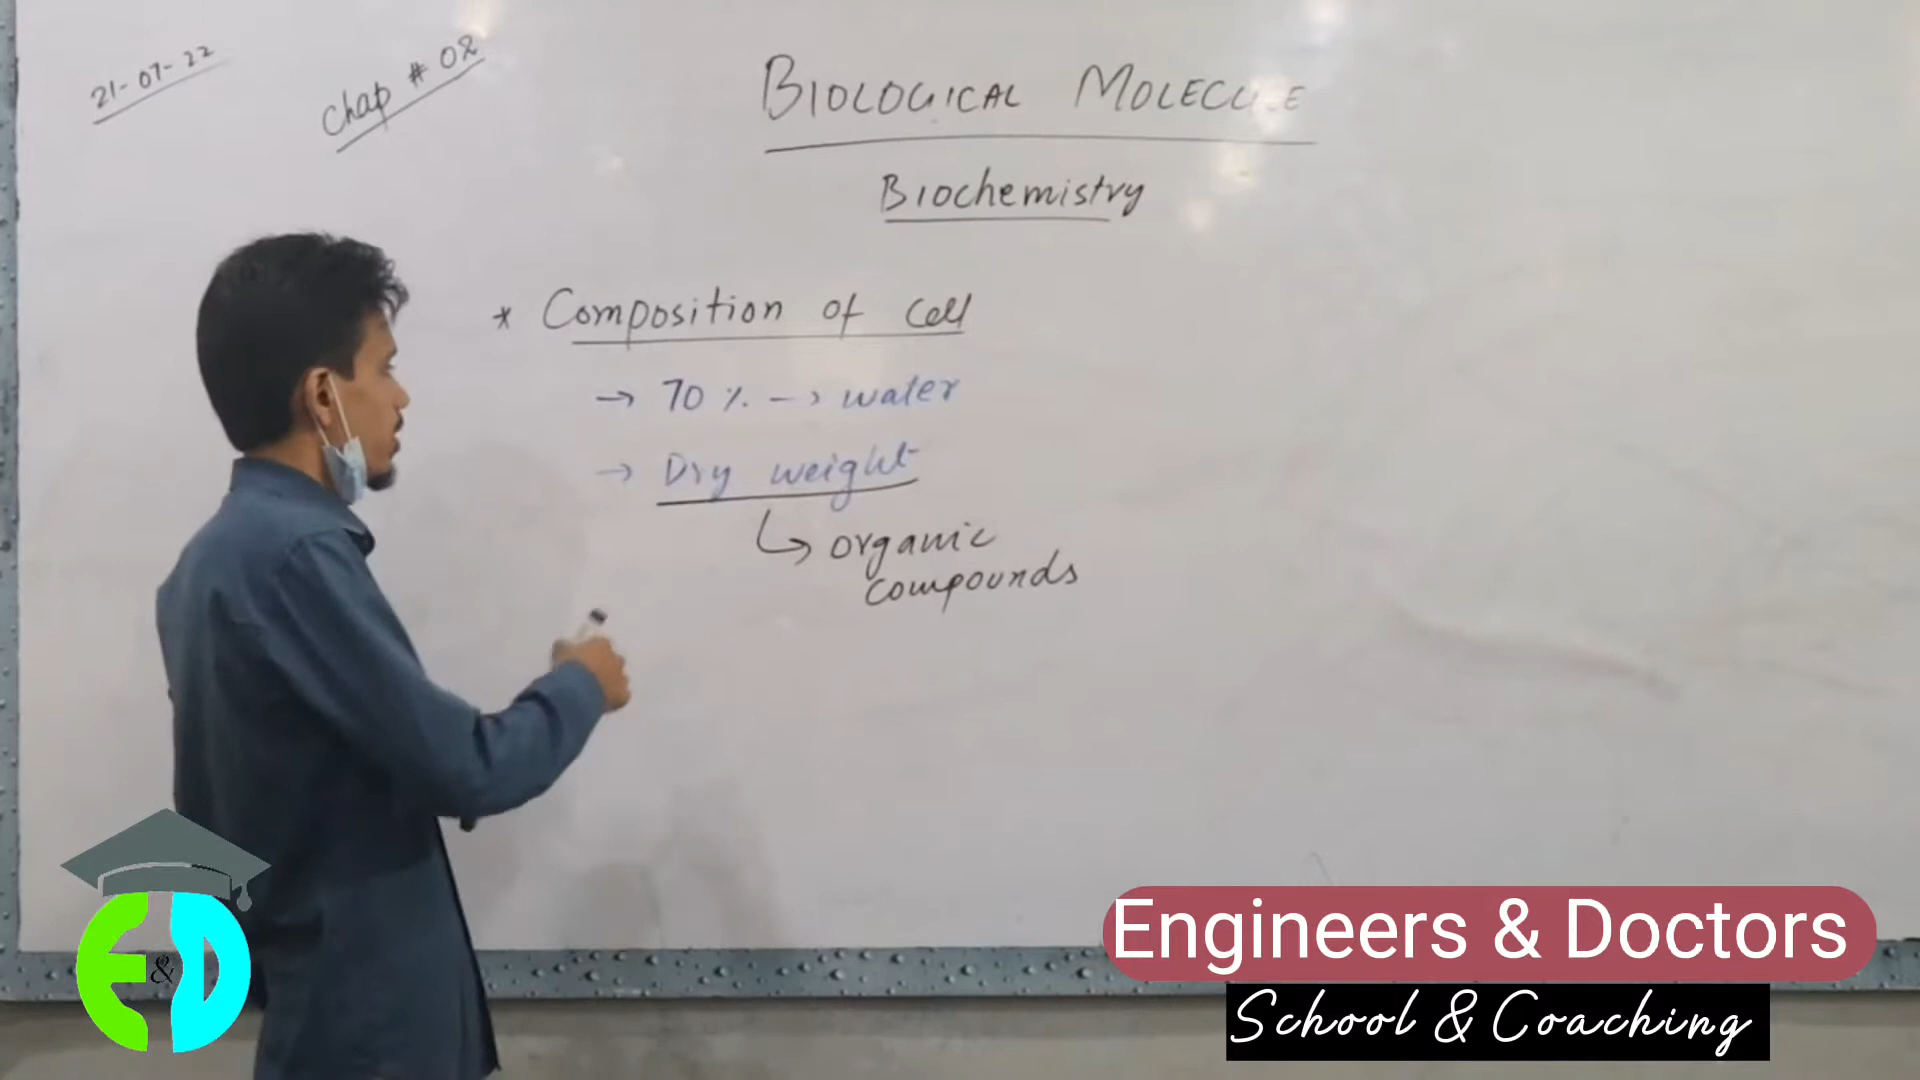 21-07-22
Chap # 02
BIOLOGICAL MOLECULE
Biochemistry
* Composition of Cell
→ 70 % --> water
→ Dry weight
↳ organic
compounds
E&D
Engineers & Doctors
School & Coaching